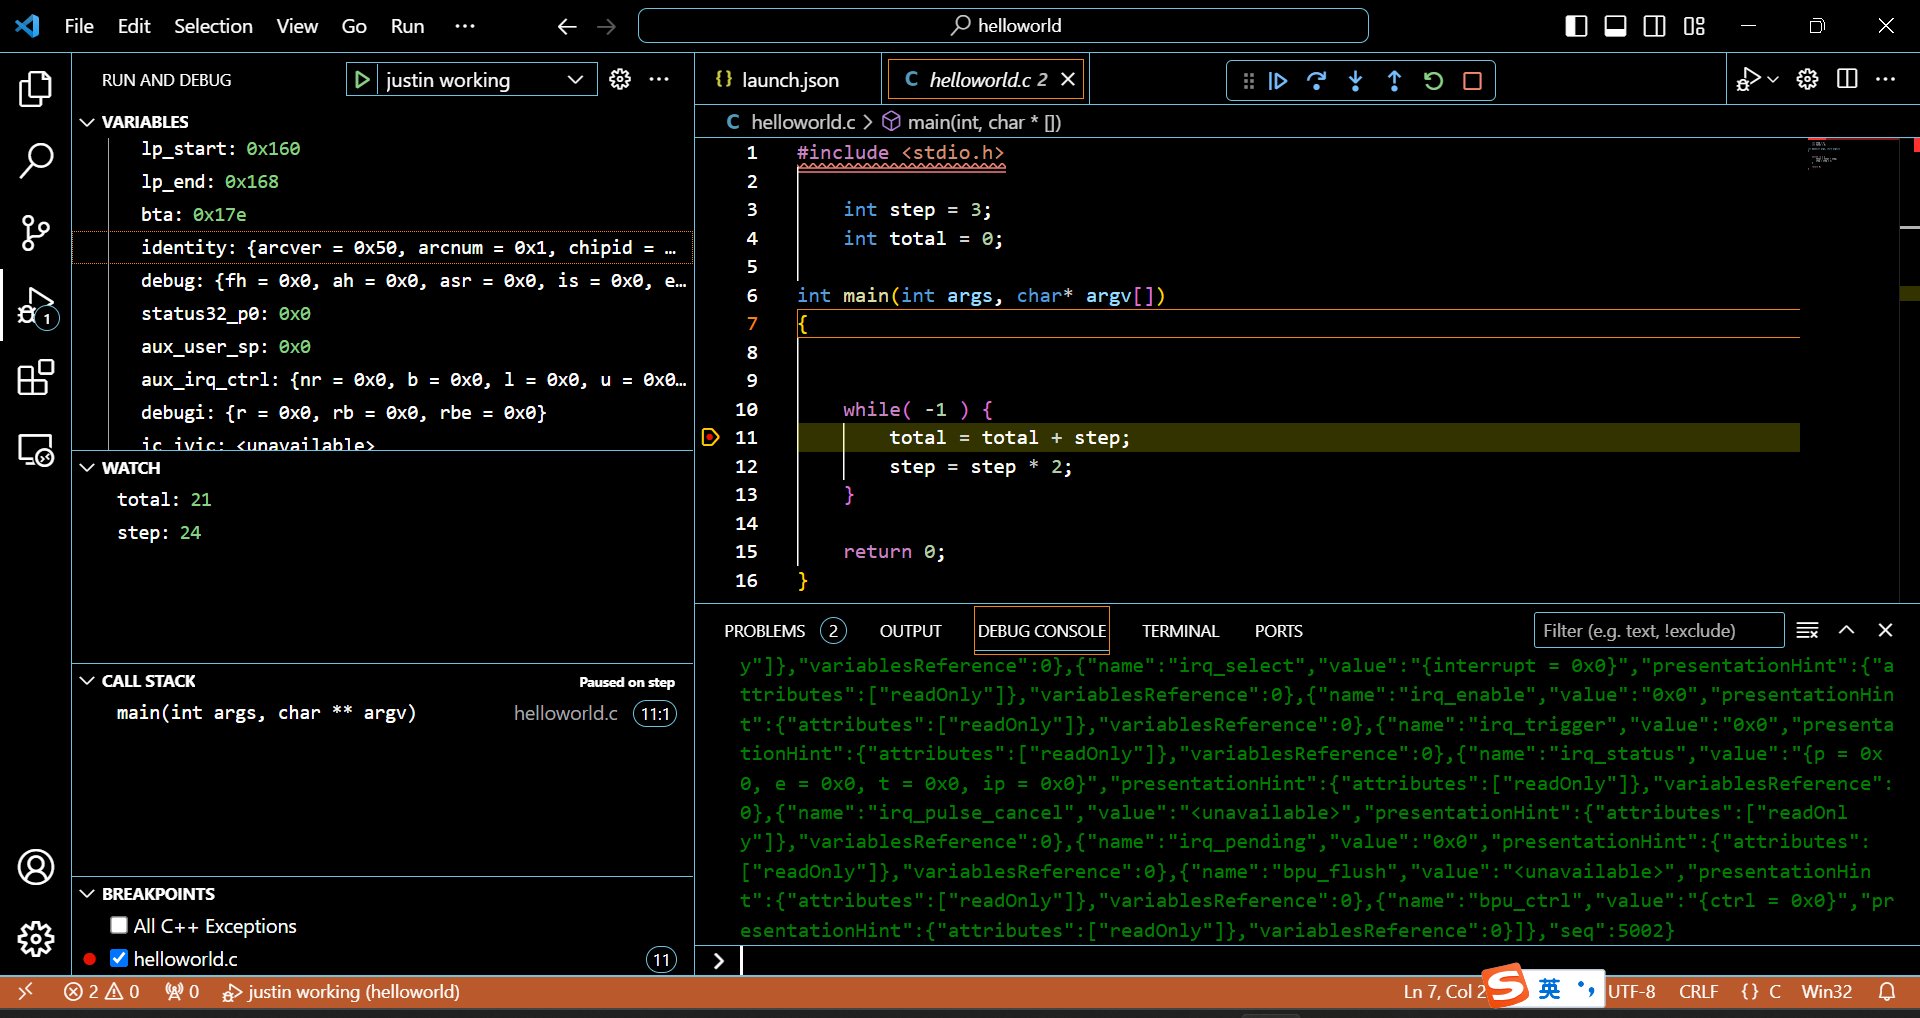 File Edit Selection View Go Run ···
helloworld
RUN AND DEBUG
justin working
VARIABLES
lp_start: 0x160
lp_end: 0x168
bta: 0x17e
identity: {arcver = 0x50, arcnum = 0x1, chipid = …
debug: {fh = 0x0, ah = 0x0, asr = 0x0, is = 0x0, e…
status32_p0: 0x0
aux_user_sp: 0x0
aux_irq_ctrl: {nr = 0x0, b = 0x0, l = 0x0, u = 0x0…
debugi: {r = 0x0, rb = 0x0, rbe = 0x0}
ic_ivic: <unavailable>
WATCH
total: 21
step: 24
CALL STACK
Paused on step
main(int args, char ** argv)
helloworld.c 11:1
BREAKPOINTS
All C++ Exceptions
helloworld.c 11
{} launch.json
C helloworld.c 2
C helloworld.c > main(int, char * [])
1 #include <stdio.h>
2
3 int step = 3;
4 int total = 0;
5
6 int main(int args, char* argv[])
7 {
8
9
10 while( -1 ) {
11 total = total + step;
12 step = step * 2;
13 }
14
15 return 0;
16 }
PROBLEMS 2 OUTPUT DEBUG CONSOLE TERMINAL PORTS
Filter (e.g. text, !exclude)
y"]},"variablesReference":0},{"name":"irq_select","value":"{interrupt = 0x0}","presentationHint":{"a
ttributes":["readOnly"]},"variablesReference":0},{"name":"irq_enable","value":"0x0","presentationHin
t":{"attributes":["readOnly"]},"variablesReference":0},{"name":"irq_trigger","value":"0x0","presenta
tionHint":{"attributes":["readOnly"]},"variablesReference":0},{"name":"irq_status","value":"{p = 0x
0, e = 0x0, t = 0x0, ip = 0x0}","presentationHint":{"attributes":["readOnly"]},"variablesReference":
0},{"name":"irq_pulse_cancel","value":"<unavailable>","presentationHint":{"attributes":["readOnl
y"]},"variablesReference":0},{"name":"irq_pending","value":"0x0","presentationHint":{"attributes":
["readOnly"]},"variablesReference":0},{"name":"bpu_flush","value":"<unavailable>","presentationHin
t":{"attributes":["readOnly"]},"variablesReference":0},{"name":"bpu_ctrl","value":"{ctrl = 0x0}","pr
esentationHint":{"attributes":["readOnly"]},"variablesReference":0}]},"seq":5002}
>
1
2 0 0 justin working (helloworld)
Ln 7, Col 2
S 英
UTF-8 CRLF {} C Win32